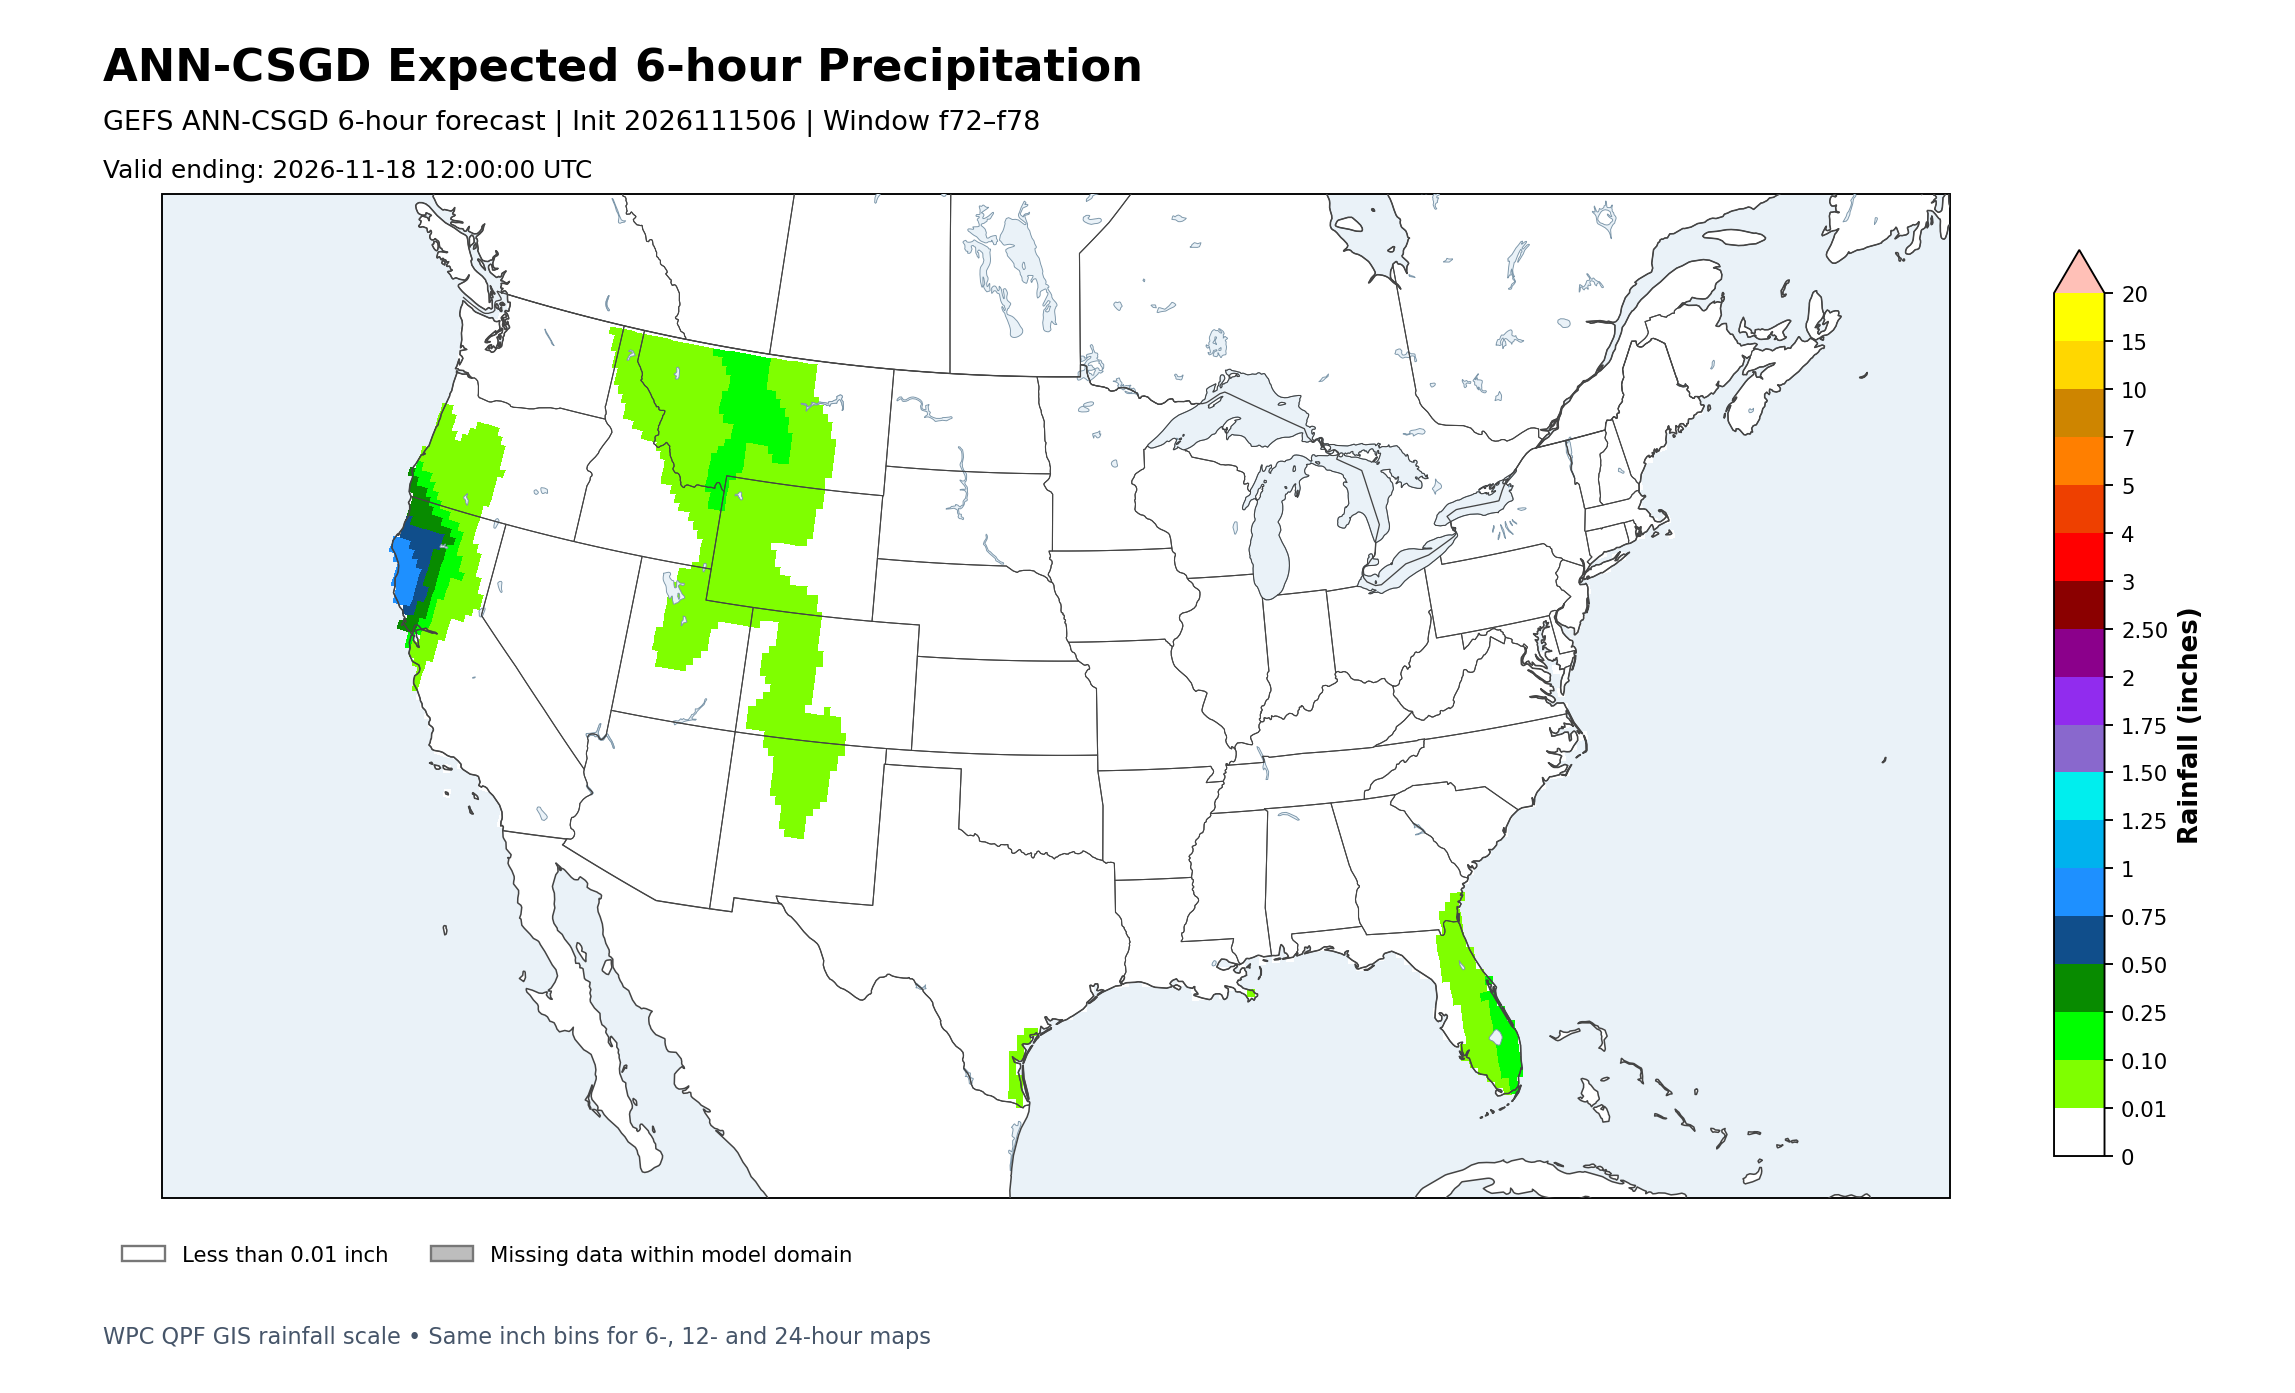 ANN-CSGD Expected 6-hour Precipitation
GEFS ANN-CSGD 6-hour forecast | Init 2026111506 | Window f72–f78
Valid ending: 2026-11-18 12:00:00 UTC
20
15
10
7
5
4
3
2.50
2
1.75
1.50
1.25
1
0.75
0.50
0.25
0.10
0.01
0
Rainfall (inches)
Less than 0.01 inch
Missing data within model domain
WPC QPF GIS rainfall scale • Same inch bins for 6-, 12- and 24-hour maps